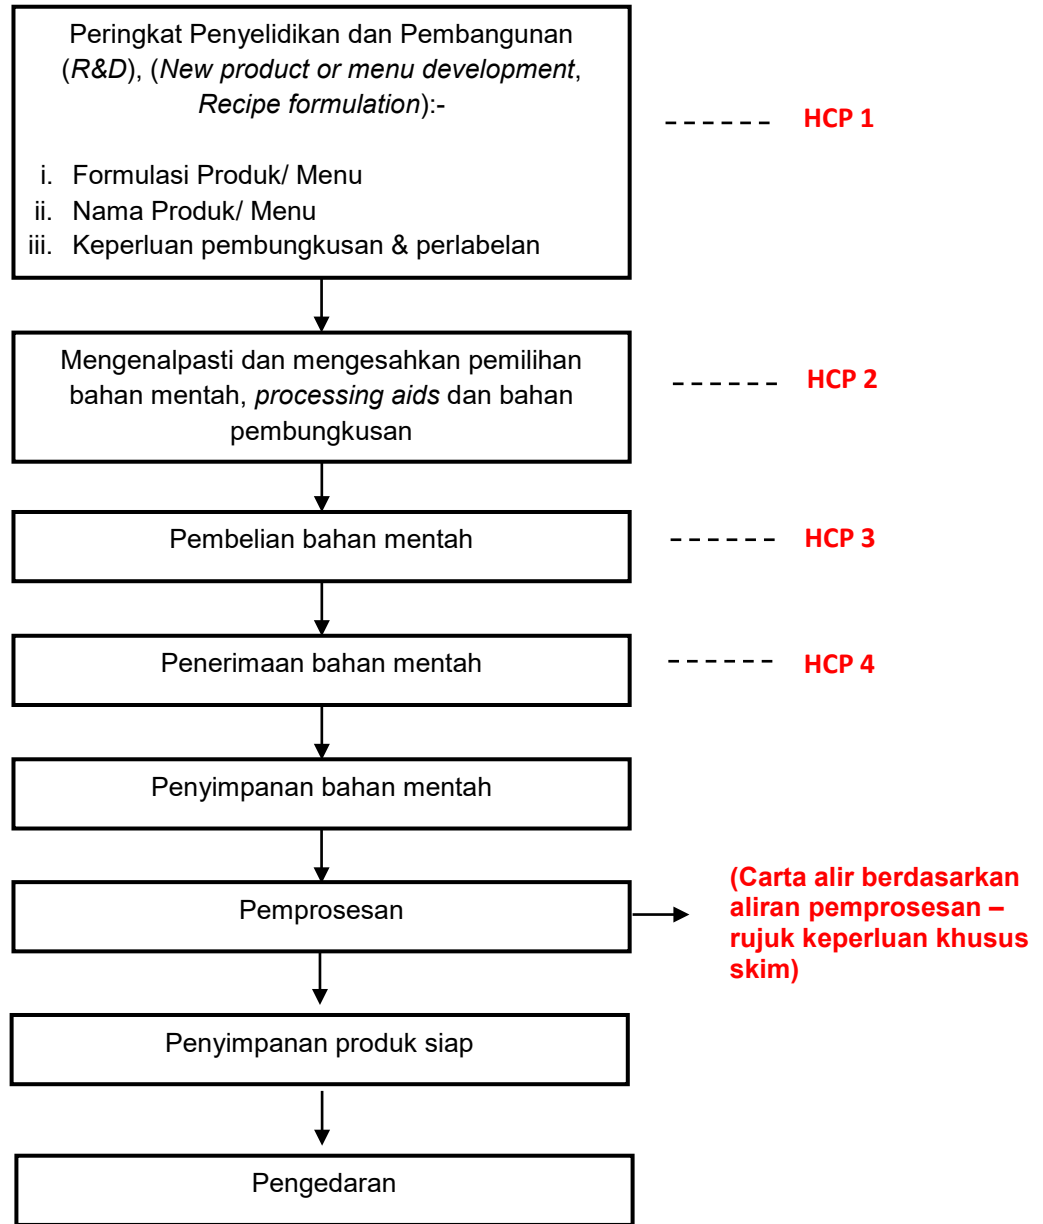 Peringkat Penyelidikan dan Pembangunan
(R&D), (New product or menu development,
Recipe formulation):-
HCP 1
i. Formulasi Produk/ Menu
ii. Nama Produk/ Menu
iii. Keperluan pembungkusan & perlabelan
Mengenalpasti dan mengesahkan pemilihan
bahan mentah, processing aids dan bahan
pembungkusan
HCP 2
Pembelian bahan mentah
HCP 3
Penerimaan bahan mentah
HCP 4
Penyimpanan bahan mentah
Pemprosesan
(Carta alir berdasarkan
aliran pemprosesan –
rujuk keperluan khusus
skim)
Penyimpanan produk siap
Pengedaran